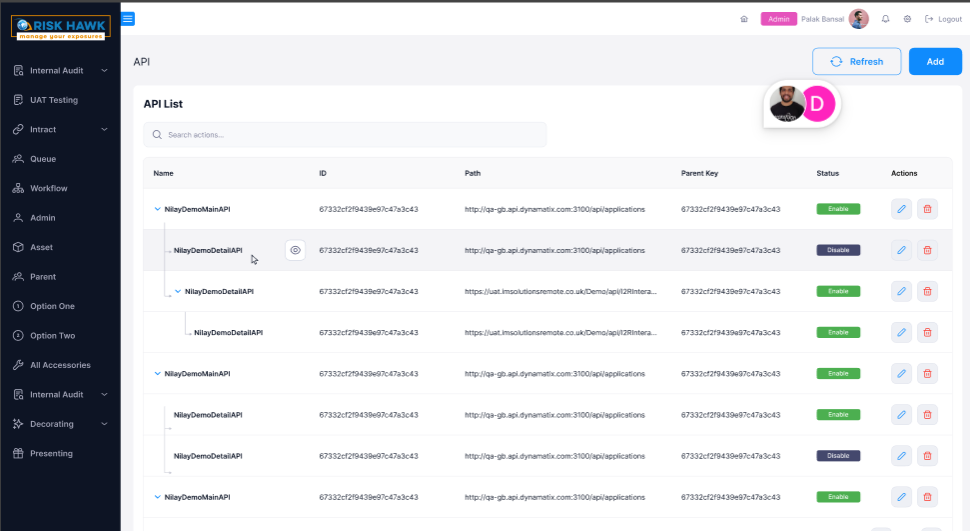 RISK HAWK
manage your exposures
Admin
Palak Bansal
Logout
Internal Audit
UAT Testing
Intract
Queue
Workflow
Admin
Asset
Parent
1 Option One
2 Option Two
All Accessories
Internal Audit
Decorating
Presenting
API
Refresh
Add
D
API List
Search actions...
Name ID Path Parent Key Status Actions
NilayDemoMainAPI 67332cf2f9439e97c47a3c43 http://qa-gb.api.dynamatix.com:3100/api/applications 67332cf2f9439e97c47a3c43 Enable
NilayDemoDetailAPI 67332cf2f9439e97c47a3c43 http://qa-gb.api.dynamatix.com:3100/api/applications 67332cf2f9439e97c47a3c43 Disable
NilayDemoDetailAPI 67332cf2f9439e97c47a3c43 https://uat.imsolutionsremote.co.uk/Demo/api/I2RIntera... 67332cf2f9439e97c47a3c43 Enable
NilayDemoDetailAPI 67332cf2f9439e97c47a3c43 https://uat.imsolutionsremote.co.uk/Demo/api/I2RIntera... 67332cf2f9439e97c47a3c43 Enable
NilayDemoMainAPI 67332cf2f9439e97c47a3c43 http://qa-gb.api.dynamatix.com:3100/api/applications 67332cf2f9439e97c47a3c43 Enable
NilayDemoDetailAPI 67332cf2f9439e97c47a3c43 http://qa-gb.api.dynamatix.com:3100/api/applications 67332cf2f9439e97c47a3c43 Enable
NilayDemoDetailAPI 67332cf2f9439e97c47a3c43 http://qa-gb.api.dynamatix.com:3100/api/applications 67332cf2f9439e97c47a3c43 Disable
NilayDemoMainAPI 67332cf2f9439e97c47a3c43 http://qa-gb.api.dynamatix.com:3100/api/applications 67332cf2f9439e97c47a3c43 Enable